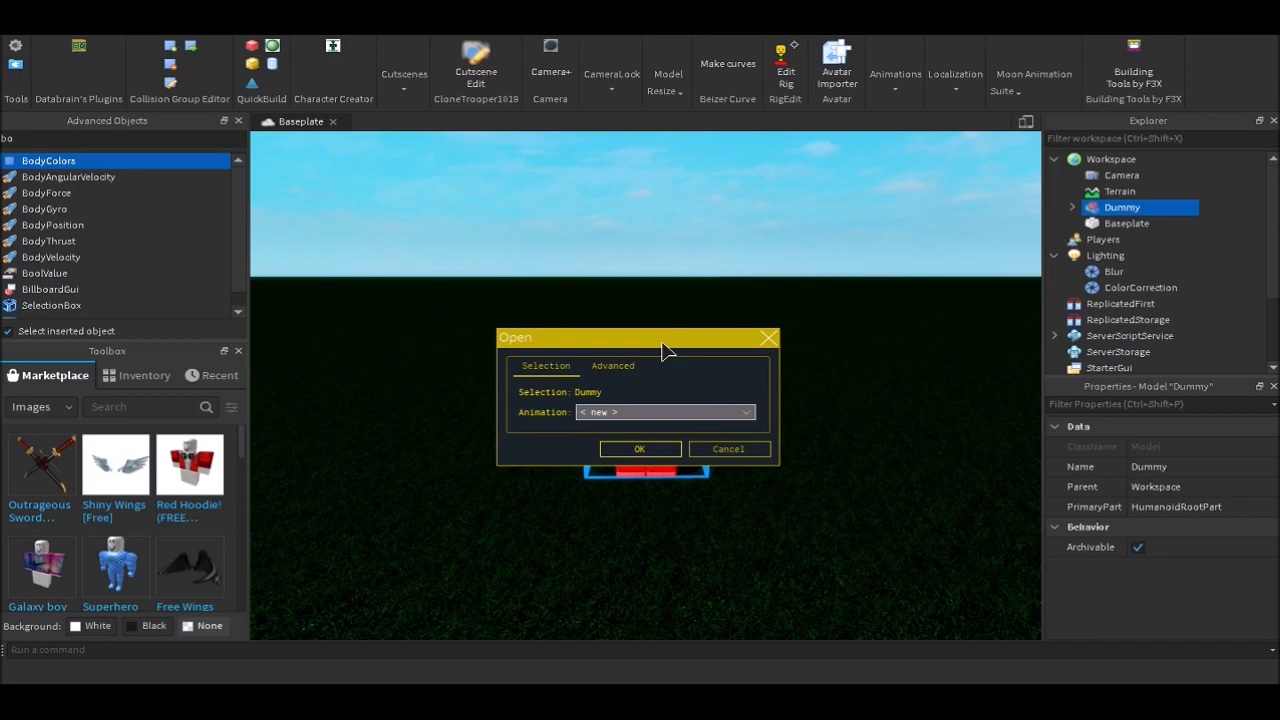 Tools
Databrain's Plugins
Collision Group Editor
QuickBuild
Character Creator
Cutscenes
Cutscene
Edit
CloneTrooper1019
Camera+
Camera
CameraLock
Model
Resize
Make curves
Beizer Curve
Edit
Rig
RigEdit
Avatar
Importer
Avatar
Animations
Localization
Moon Animation
Suite
Building
Tools by F3X
Building Tools by F3X
Advanced Objects
bo
BodyColors
BodyAngularVelocity
BodyForce
BodyGyro
BodyPosition
BodyThrust
BodyVelocity
BoolValue
BillboardGui
SelectionBox
Select inserted object
Toolbox
Marketplace
Inventory
Recent
Images
Search
Outrageous
Sword...
Shiny Wings
[Free]
Red Hoodie!
(FREE...
Galaxy boy
Superhero
Free Wings
Background:
White
Black
None
Run a command
Baseplate
Open
Selection
Advanced
Selection: Dummy
Animation: < new >
OK
Cancel
Explorer
Filter workspace (Ctrl+Shift+X)
Workspace
Camera
Terrain
Dummy
Baseplate
Players
Lighting
Blur
ColorCorrection
ReplicatedFirst
ReplicatedStorage
ServerScriptService
ServerStorage
StarterGui
Properties - Model "Dummy"
Filter Properties (Ctrl+Shift+P)
Data
ClassName Model
Name Dummy
Parent Workspace
PrimaryPart HumanoidRootPart
Behavior
Archivable